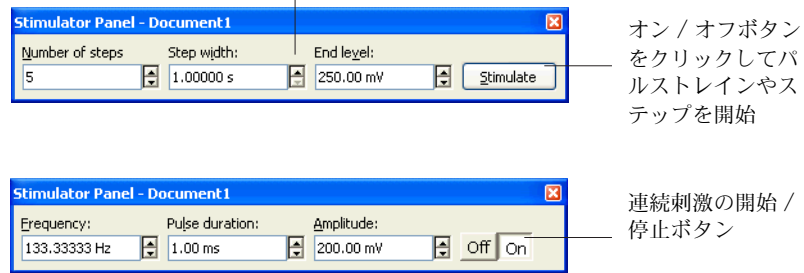 Stimulator Panel - Document1
Number of steps
Step width:
End level:
5
1.00000 s
250.00 mV
Stimulate
オン / オフボタン
をクリックしてパ
ルストレインやス
テップを開始
Stimulator Panel - Document1
Frequency:
Pulse duration:
Amplitude:
133.33333 Hz
1.00 ms
200.00 mV
Off
On
連続刺激の開始 /
停止ボタン